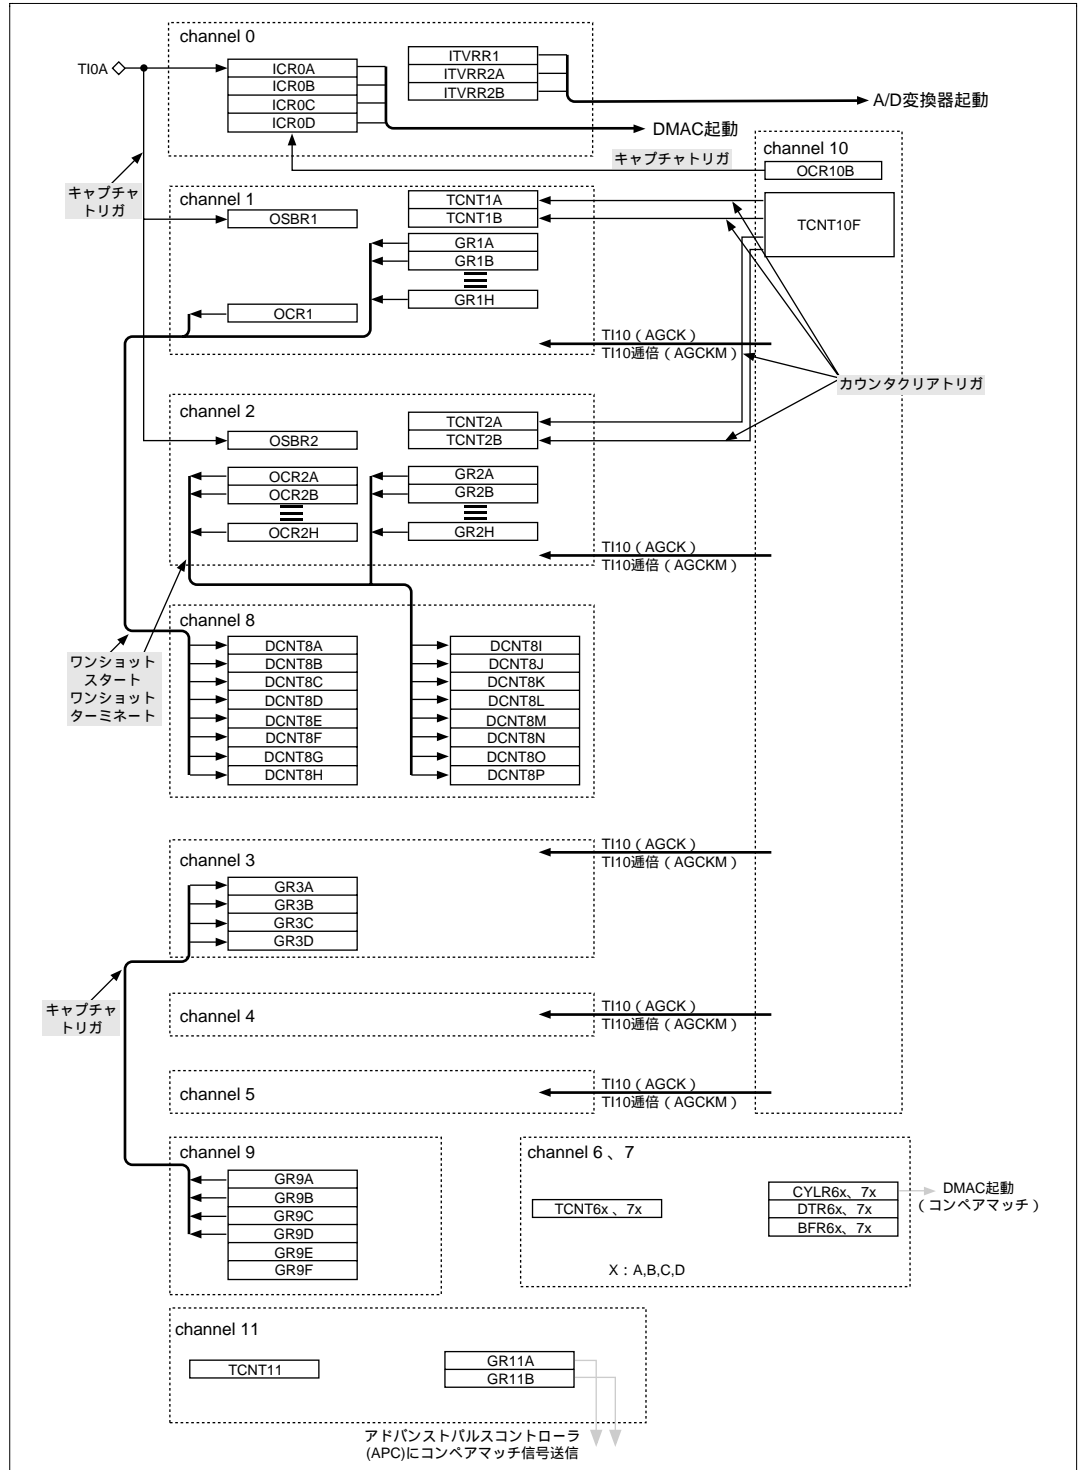 channel 0
TI0A
ICR0A
ICR0B
ICR0C
ICR0D
ITVRR1
ITVRR2A
ITVRR2B
A/D変換器起動
DMAC起動
キャプチャトリガ
channel 10
OCR10B
TCNT10F
キャプチャ
トリガ
channel 1
OSBR1
TCNT1A
TCNT1B
GR1A
GR1B
GR1H
OCR1
TI10（AGCK）
TI10逓倍（AGCKM）
カウンタクリアトリガ
channel 2
OSBR2
TCNT2A
TCNT2B
OCR2A
OCR2B
OCR2H
GR2A
GR2B
GR2H
TI10（AGCK）
TI10逓倍（AGCKM）
channel 8
ワンショット
スタート
ワンショット
ターミネート
DCNT8A
DCNT8B
DCNT8C
DCNT8D
DCNT8E
DCNT8F
DCNT8G
DCNT8H
DCNT8I
DCNT8J
DCNT8K
DCNT8L
DCNT8M
DCNT8N
DCNT8O
DCNT8P
channel 3
TI10（AGCK）
TI10逓倍（AGCKM）
GR3A
GR3B
GR3C
GR3D
キャプチャ
トリガ
channel 4
TI10（AGCK）
TI10逓倍（AGCKM）
channel 5
TI10（AGCK）
TI10逓倍（AGCKM）
channel 9
GR9A
GR9B
GR9C
GR9D
GR9E
GR9F
channel 6 、7
TCNT6x 、7x
CYLR6x、7x
DTR6x、7x
BFR6x、7x
DMAC起動
（コンペアマッチ）
X：A,B,C,D
channel 11
TCNT11
GR11A
GR11B
アドバンストパルスコントローラ
(APC)にコンペアマッチ信号送信